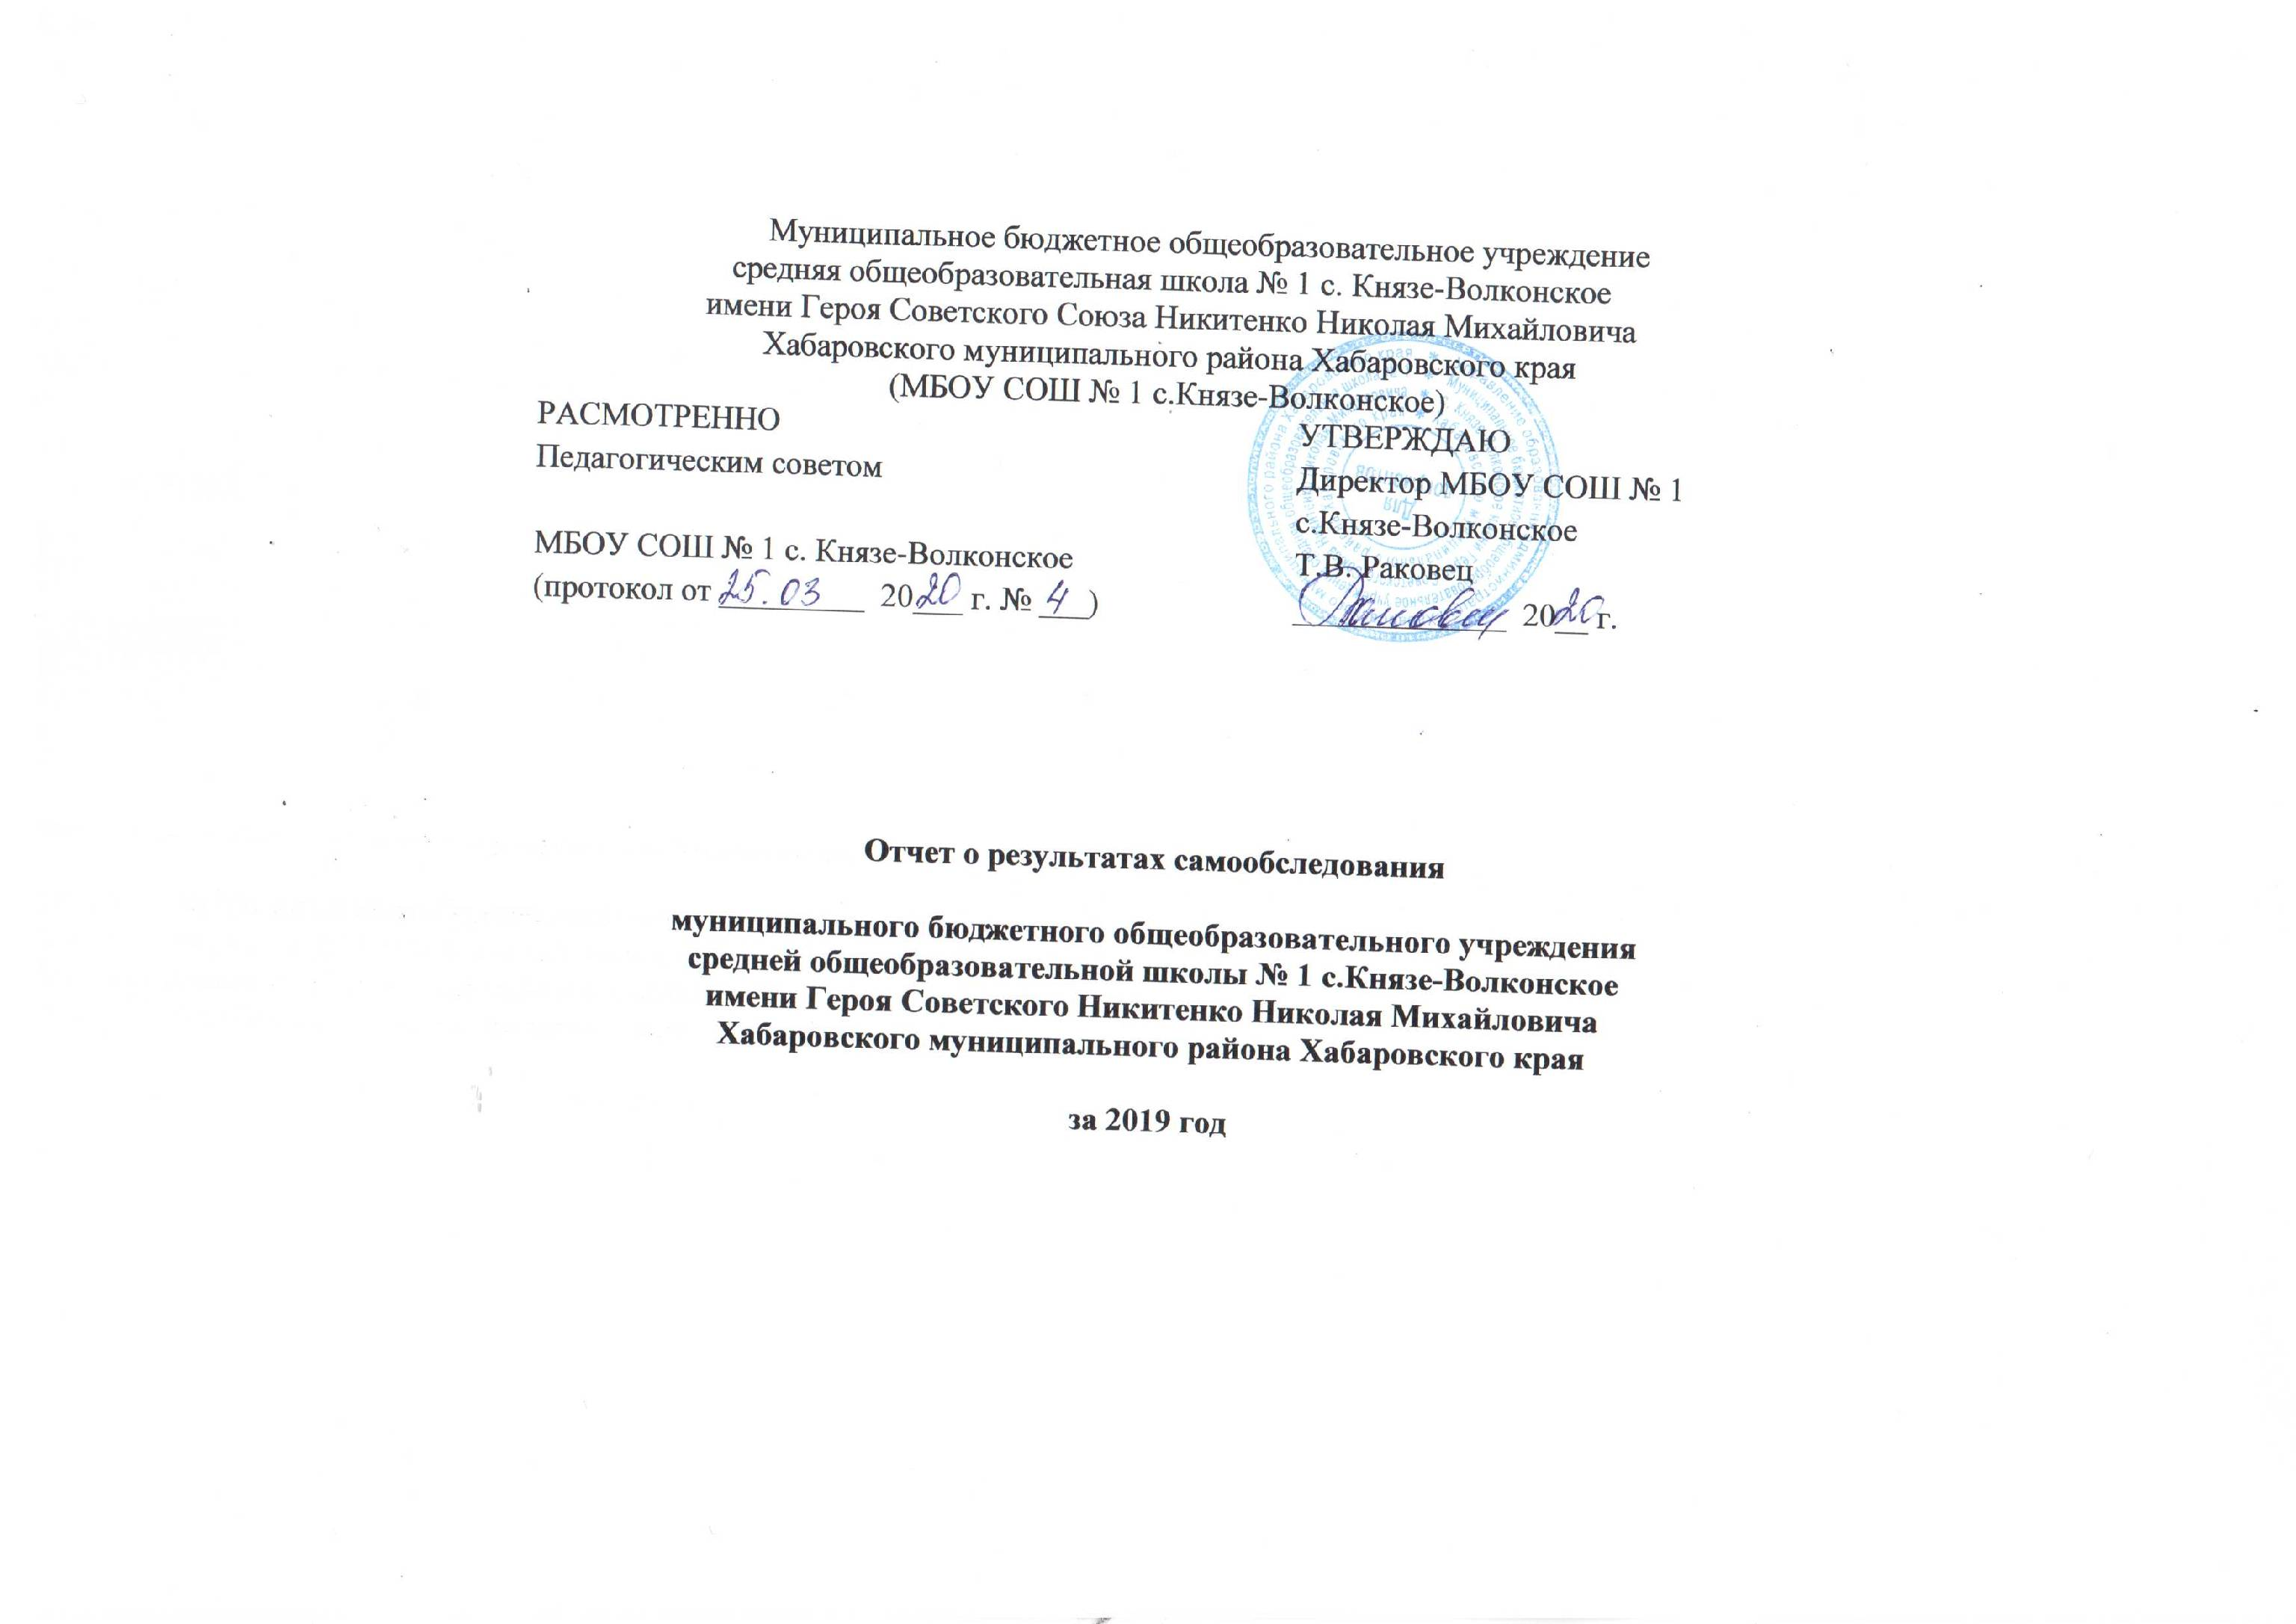 Муниципальное бюджетное общеобразовательное учреждение
средняя общеобразовательная школа № 1 с. Князе-Волконское
имени Героя Советского Союза Никитенко Николая Михайловича
Хабаровского муниципального района Хабаровского края
(МБОУ СОШ № 1 с.Князе-Волконское)
РАСМОТРЕННО
Педагогическим советом
МБОУ СОШ № 1 с. Князе-Волконское
(протокол от 25.03 2020 г. № 4)
УТВЕРЖДАЮ
Директор МБОУ СОШ № 1
с.Князе-Волконское
Т.В. Раковец
2020 г.
Отчет о результатах самообследования
муниципального бюджетного общеобразовательного учреждения
средней общеобразовательной школы № 1 с.Князе-Волконское
имени Героя Советского Никитенко Николая Михайловича
Хабаровского муниципального района Хабаровского края
за 2019 год